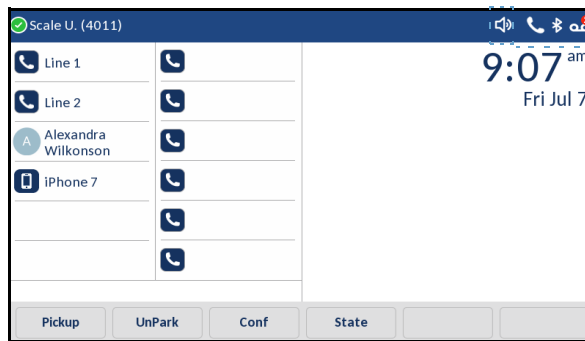 Scale U. (4011)
Line 1
Line 2
A
Alexandra
Wilkonson
iPhone 7
9:07 am
Fri Jul 7
Pickup
UnPark
Conf
State